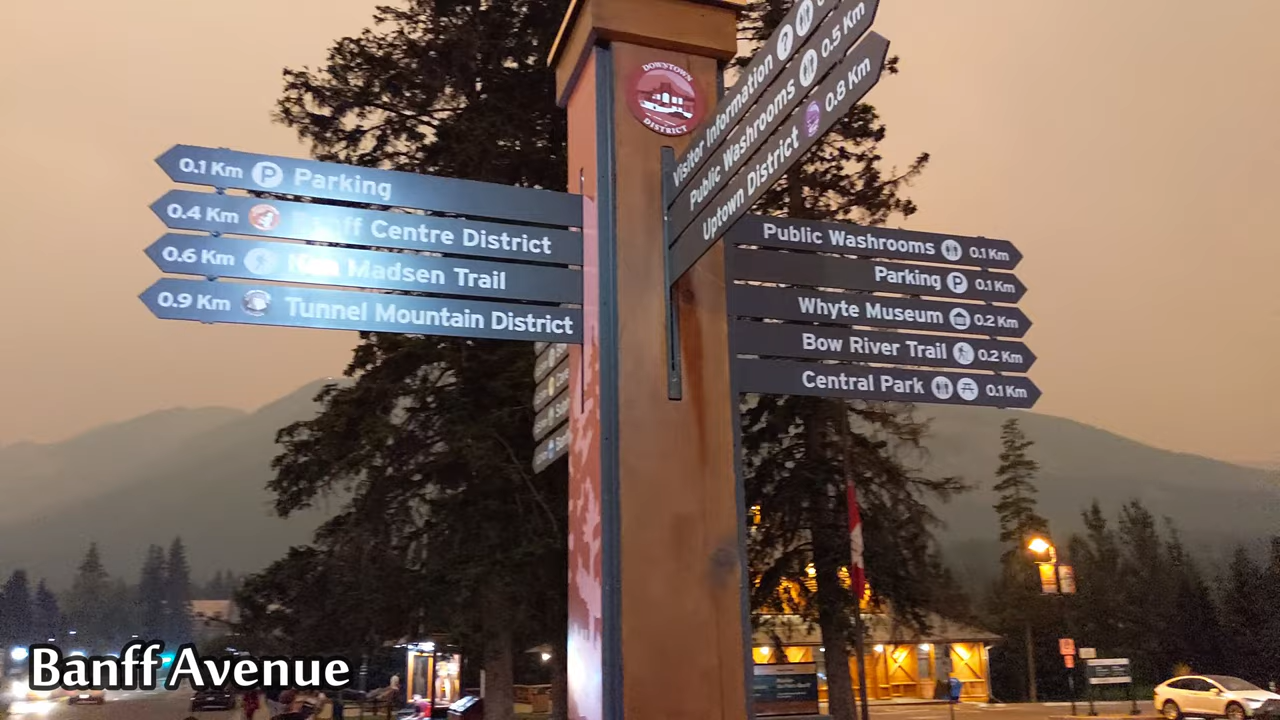 DOWNTOWN
DISTRICT
0.1 Km P Parking
0.4 Km Banff Centre District
0.6 Km Madsen Trail
0.9 Km Tunnel Mountain District
Visitor Information ?
Public Washrooms 0.5 Km
Uptown District 0.8 Km
Public Washrooms 0.1 Km
Parking P 0.1 Km
Whyte Museum 0.2 Km
Bow River Trail 0.2 Km
Central Park 0.1 Km
Banff Avenue